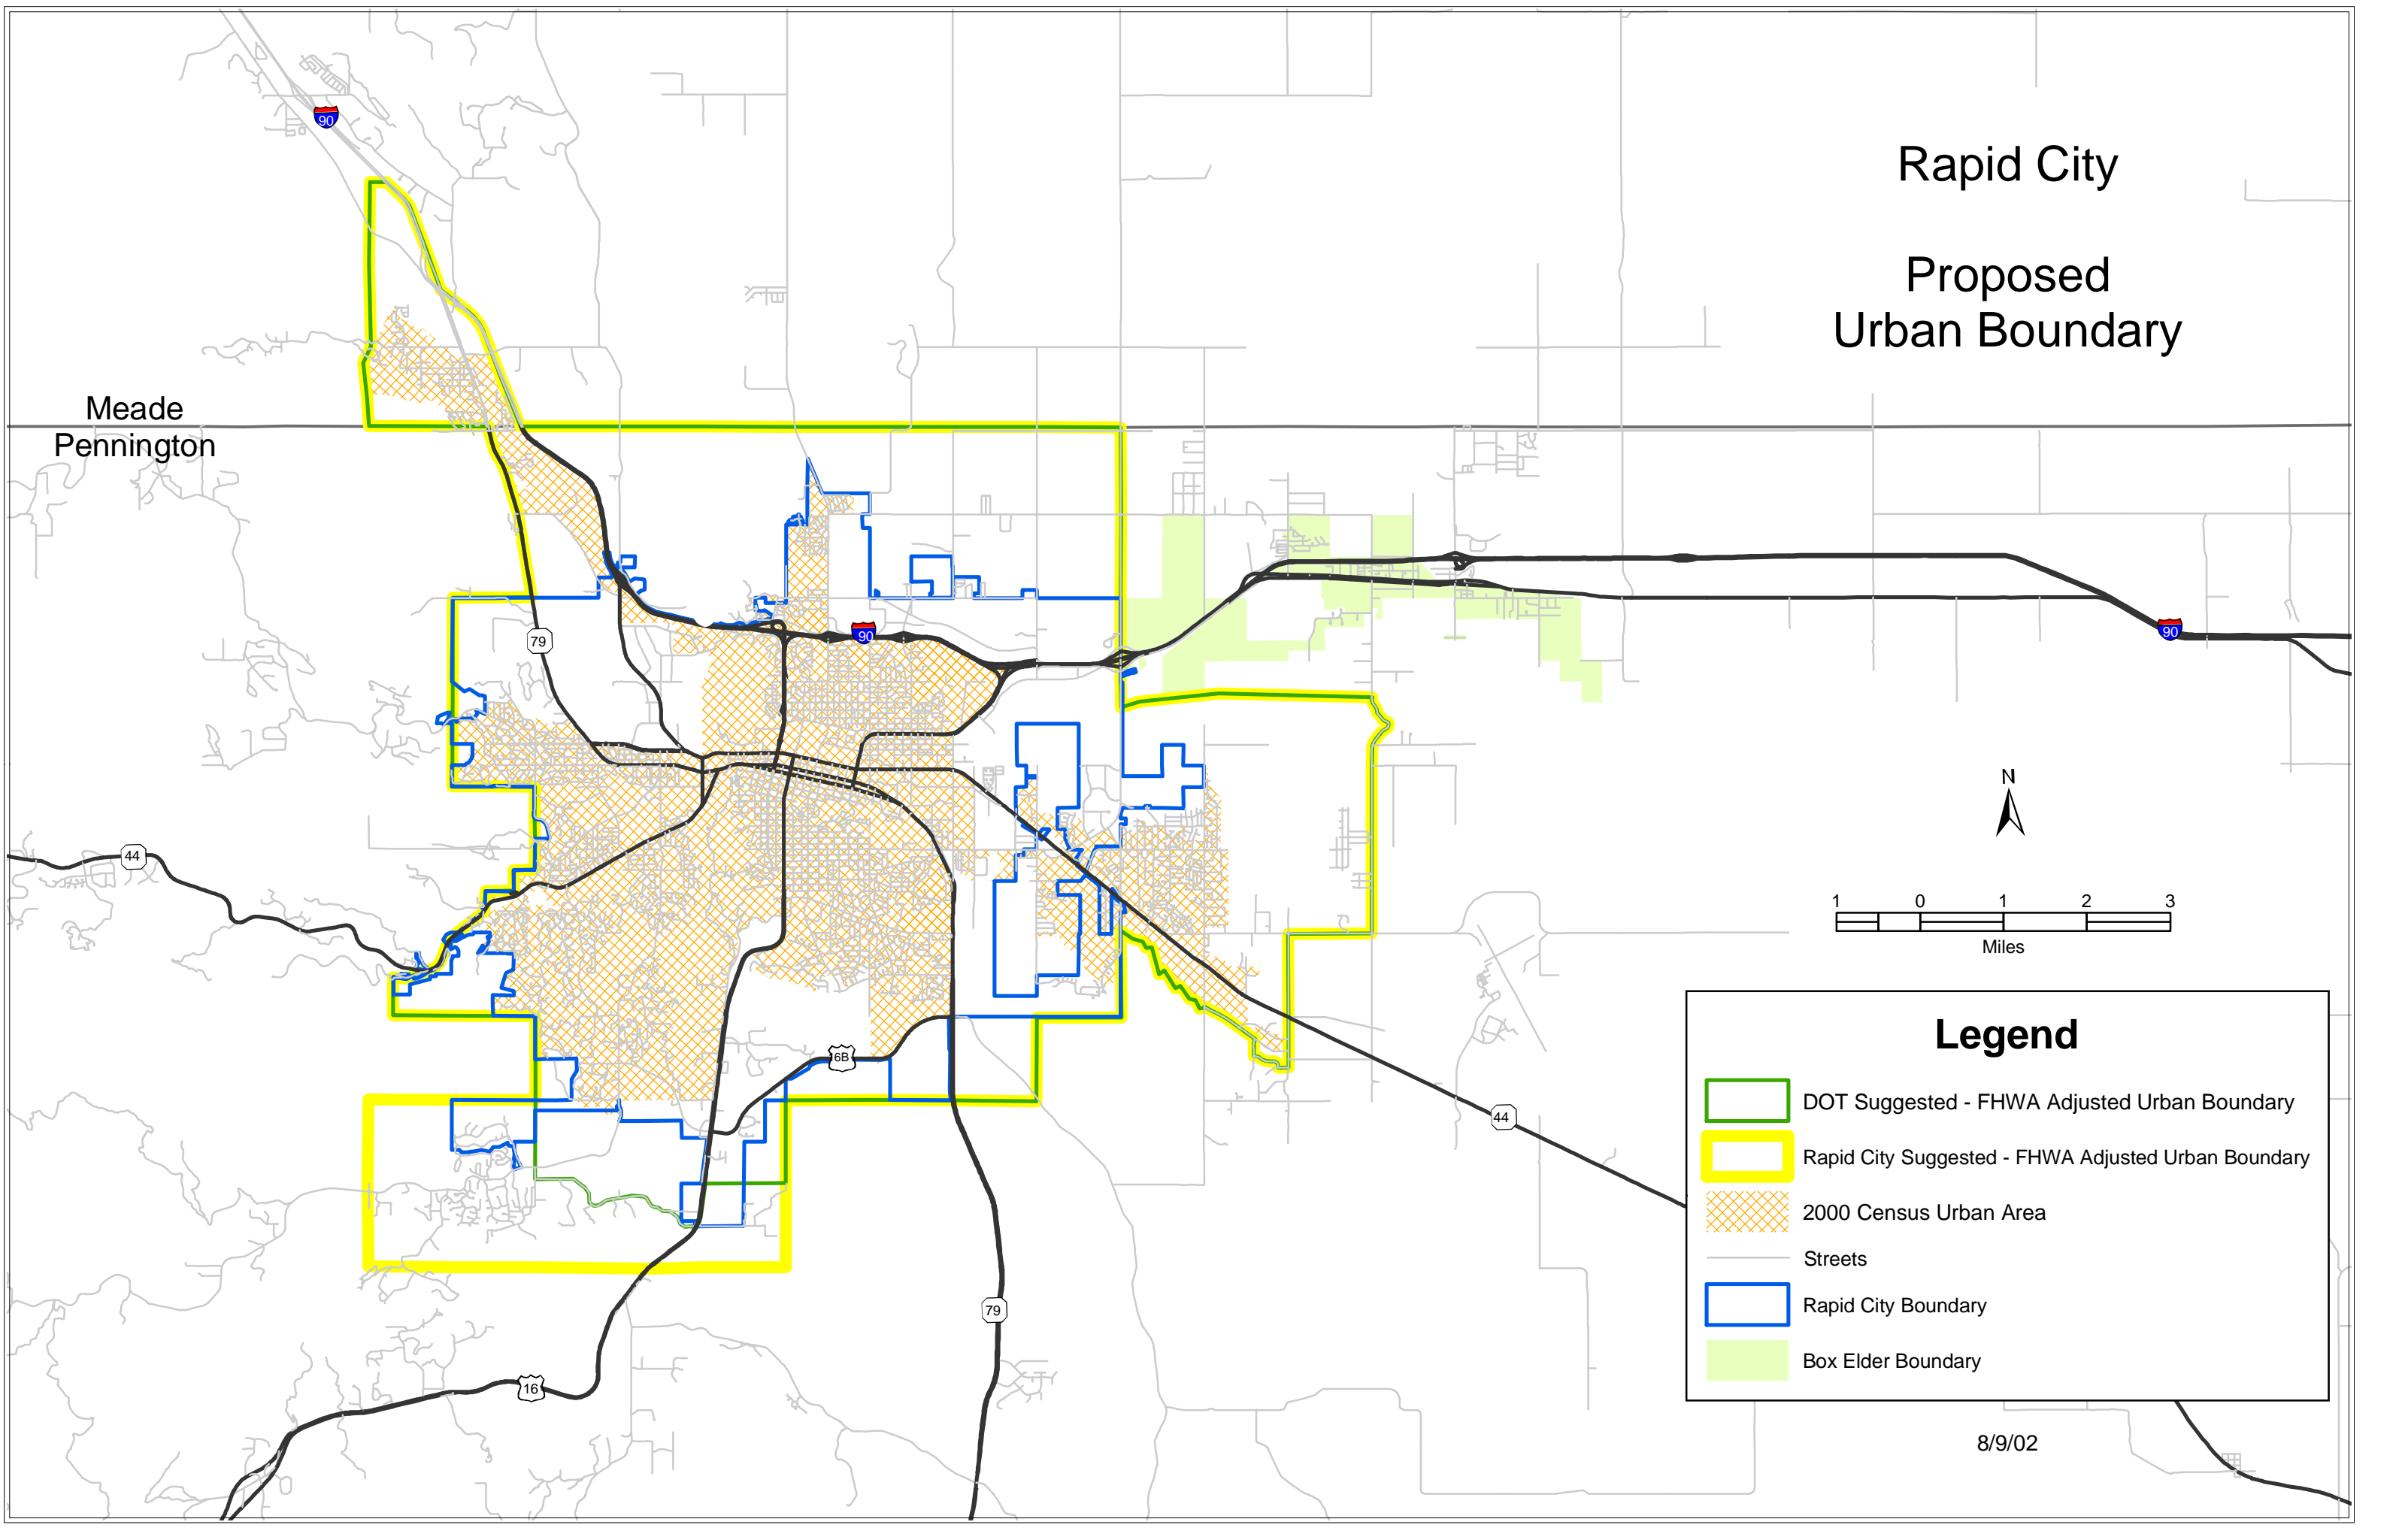 90
Rapid City
Proposed
Urban Boundary
Meade
Pennington
79
90
90
N
44
1 0 1 2 3
Miles
Legend
6B
DOT Suggested - FHWA Adjusted Urban Boundary
44
Rapid City Suggested - FHWA Adjusted Urban Boundary
2000 Census Urban Area
Streets
79
Rapid City Boundary
Box Elder Boundary
16
8/9/02